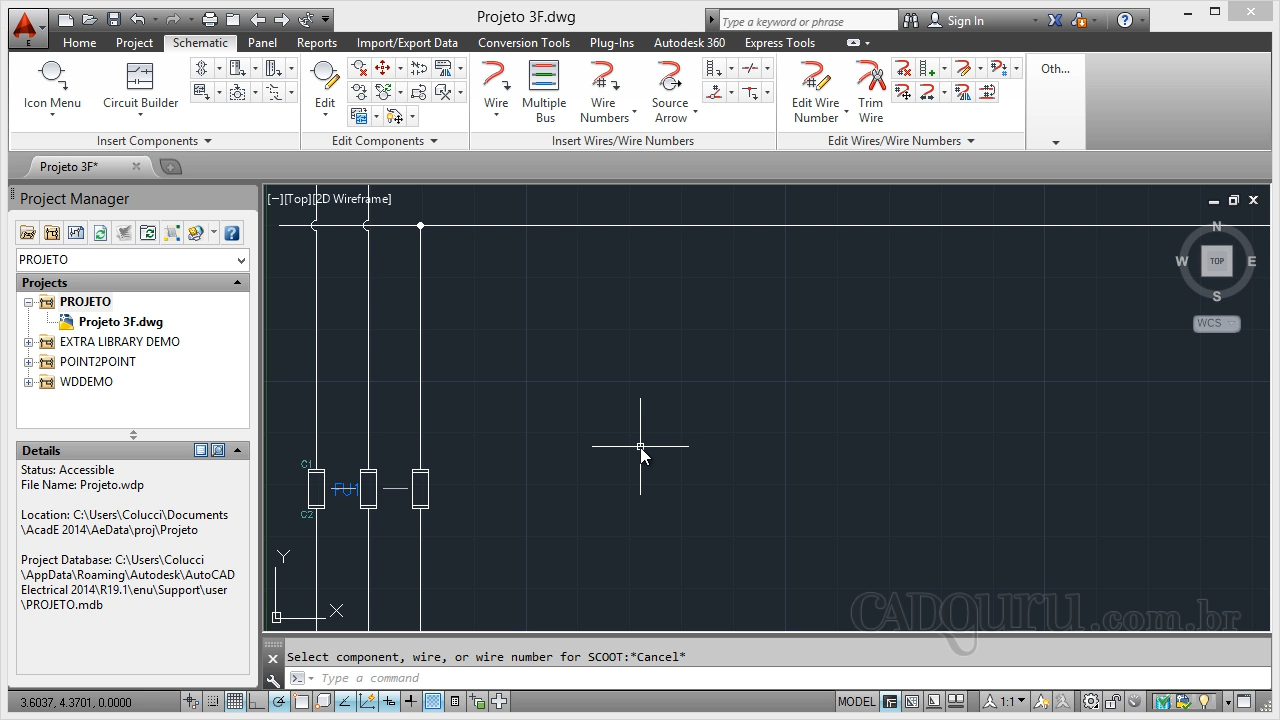 Projeto 3F.dwg
Type a keyword or phrase
Sign In
E
Home Project Schematic Panel Reports Import/Export Data Conversion Tools Plug-Ins Autodesk 360 Express Tools
Icon Menu
Circuit Builder
Edit
Wire
Multiple
Bus
Wire
Numbers
Source
Arrow
Edit Wire
Number
Trim
Wire
Oth...
Insert Components
Edit Components
Insert Wires/Wire Numbers
Edit Wires/Wire Numbers
Projeto 3F*
Project Manager
PROJETO
Projects
PROJETO
Projeto 3F.dwg
EXTRA LIBRARY DEMO
POINT2POINT
WDDEMO
Details
Status: Accessible
File Name: Projeto.wdp
Location: C:\Users\Colucci\Documents
\AcadE 2014\AeData\proj\Projeto
Project Database: C:\Users\Colucci
\AppData\Roaming\Autodesk\AutoCAD
Electrical 2014\R19.1\enu\Support\user
\PROJETO.mdb
[−][Top][2D Wireframe]
N
W TOP E
S
WCS
C1
FU1
C2
Y
X
CADGuru.com.br
Select component, wire, or wire number for SCOOT:*Cancel*
Type a command
3.6037, 4.3701, 0.0000
MODEL
1:1